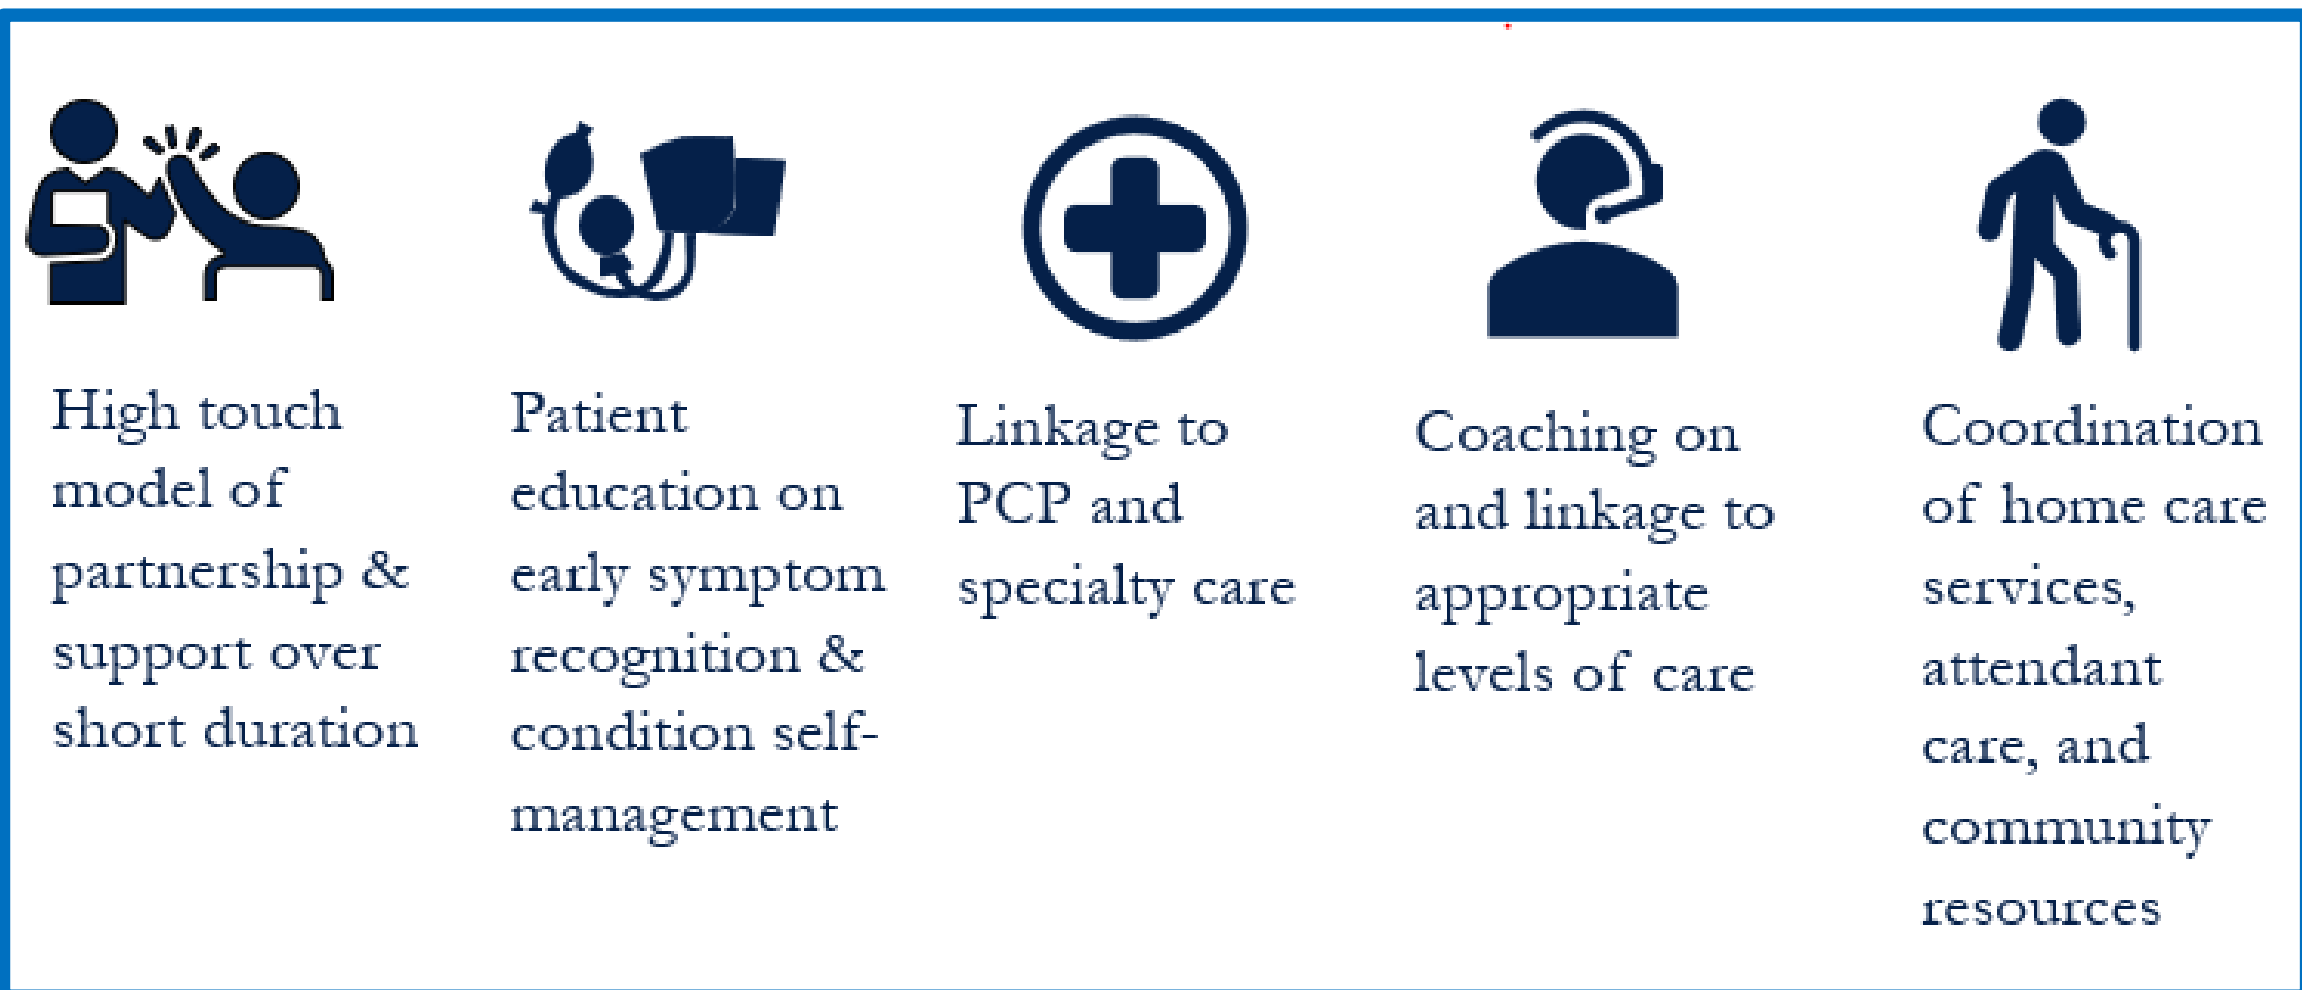 High touch
model of
partnership &
support over
short duration
Patient
education on
early symptom
recognition &
condition self-
management
Linkage to
PCP and
specialty care
Coaching on
and linkage to
appropriate
levels of care
Coordination
of home care
services,
attendant
care, and
community
resources